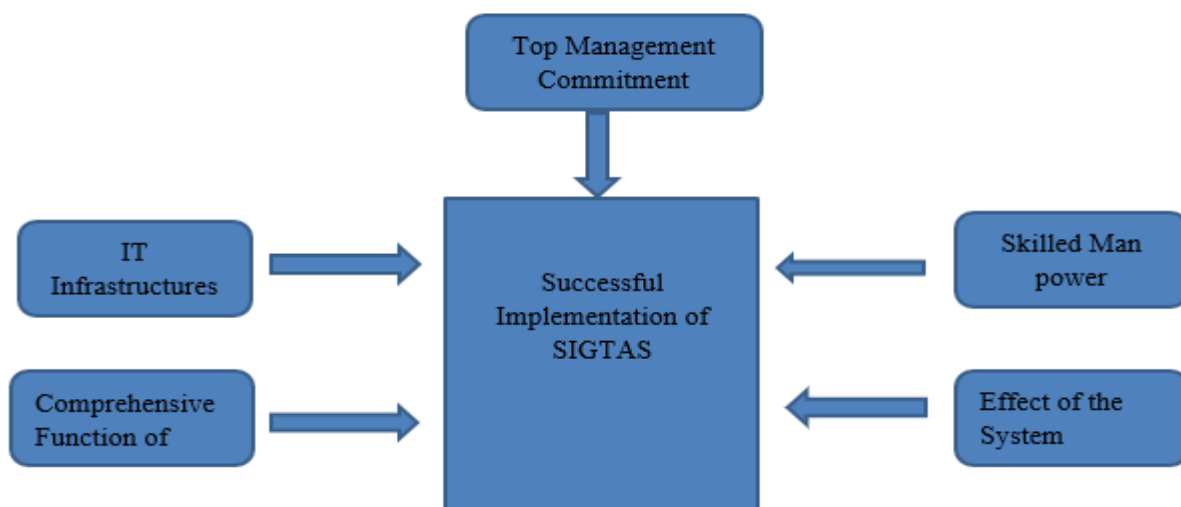 Top Management
Commitment
IT
Infrastructures
Successful
Implementation of
SIGTAS
Skilled Man
power
Comprehensive
Function of
Effect of the
System